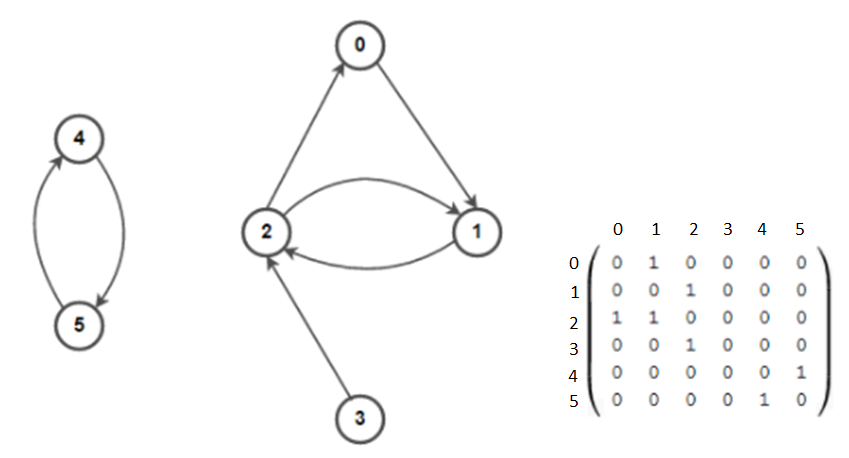 0
4
2
1
5
3
0 1 2 3 4 5
0 0 1 0 0 0 0
1 0 0 1 0 0 0
2 1 1 0 0 0 0
3 0 0 1 0 0 0
4 0 0 0 0 0 1
5 0 0 0 0 1 0